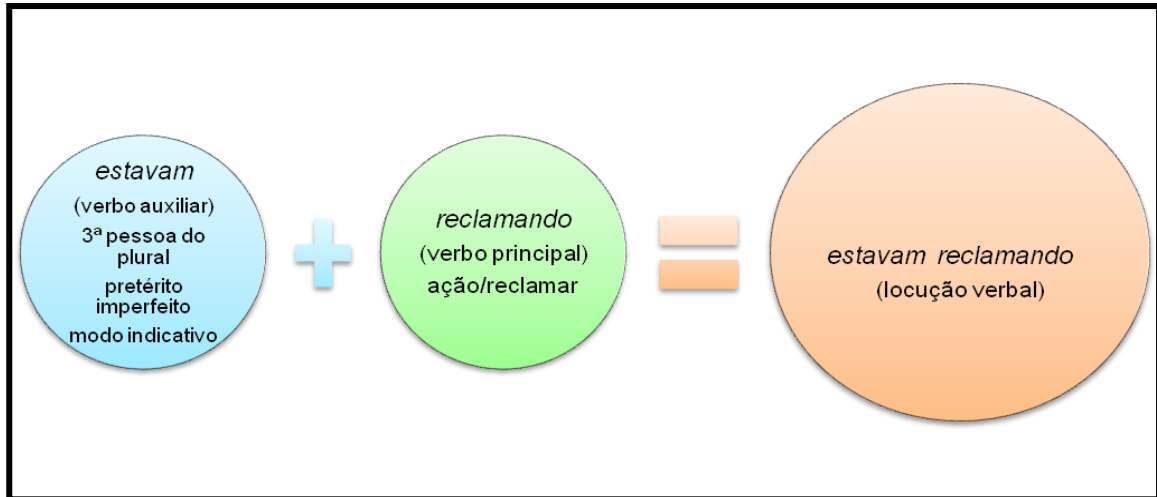 estavam
(verbo auxiliar)
3ª pessoa do
plural
pretérito
imperfeito
modo indicativo
+
reclamando
(verbo principal)
ação/reclamar
=
estavam reclamando
(locução verbal)